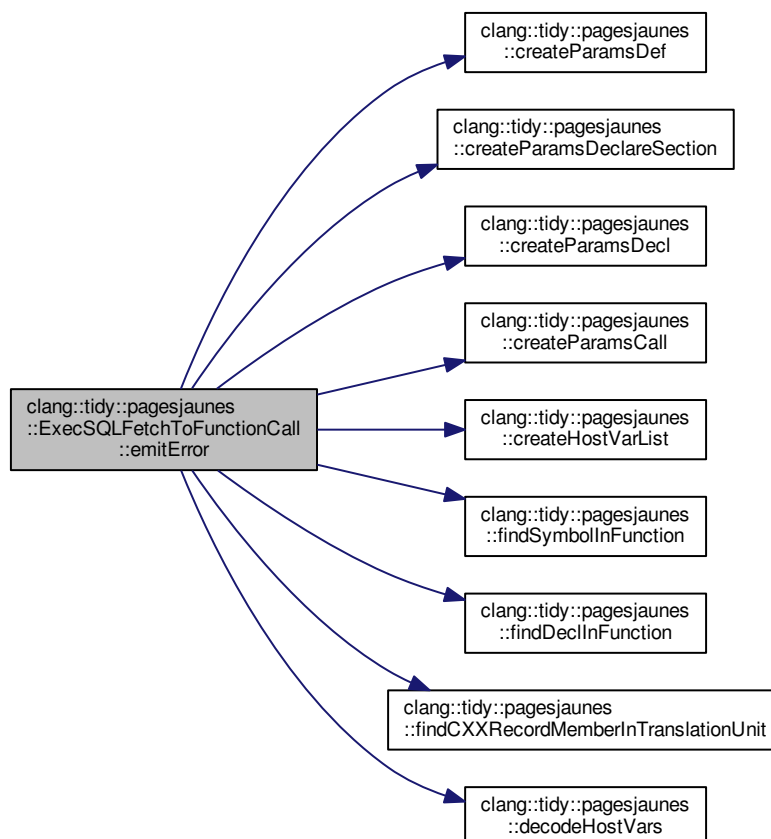 clang::tidy::pagesjaunes
::createParamsDef
clang::tidy::pagesjaunes
::createParamsDeclareSection
clang::tidy::pagesjaunes
::createParamsDecl
clang::tidy::pagesjaunes
::createParamsCall
clang::tidy::pagesjaunes
::ExecSQLFetchToFunctionCall
::emitError
clang::tidy::pagesjaunes
::createHostVarList
clang::tidy::pagesjaunes
::findSymbolInFunction
clang::tidy::pagesjaunes
::findDeclInFunction
clang::tidy::pagesjaunes
::findCXXRecordMemberInTranslationUnit
clang::tidy::pagesjaunes
::decodeHostVars